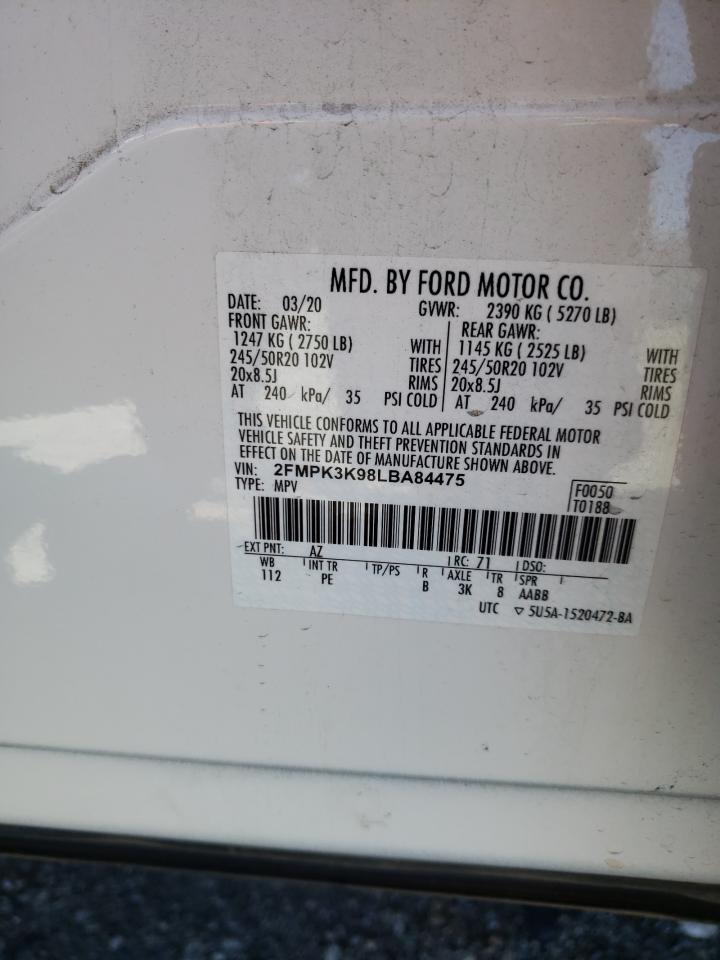 MFD. BY FORD MOTOR CO.
DATE: 03/20 GVWR: 2390 KG ( 5270 LB)
FRONT GAWR: REAR GAWR:
1247 KG ( 2750 LB) WITH 1145 KG ( 2525 LB) WITH
245/50R20 102V TIRES 245/50R20 102V TIRES
20x8.5J RIMS 20x8.5J RIMS
AT 240 kPa/ 35 PSI COLD AT 240 kPa/ 35 PSI COLD
THIS VEHICLE CONFORMS TO ALL APPLICABLE FEDERAL MOTOR
VEHICLE SAFETY AND THEFT PREVENTION STANDARDS IN
EFFECT ON THE DATE OF MANUFACTURE SHOWN ABOVE.
VIN: 2FMPK3K98LBA84475
TYPE: MPV F0050
T0188
EXT PNT: AZ RC: 71 DSO:
WB INT TR TP/PS R AXLE TR SPR
112 PE B 3K 8 AABB
UTC ▽ 5U5A-1520472-BA